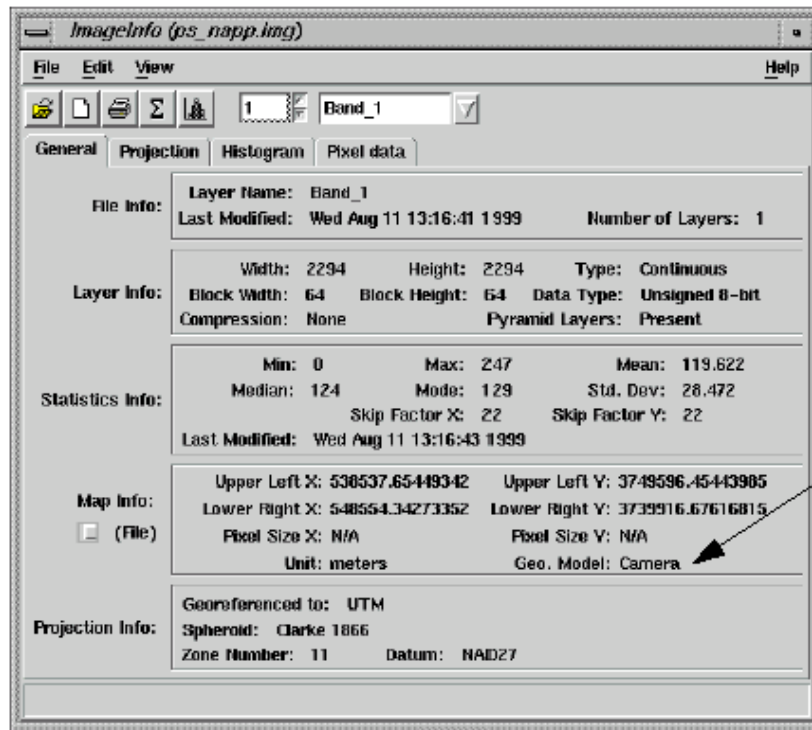 ImageInfo (ps_napp.img)
File Edit View Help
1 Band_1
General Projection Histogram Pixel data
File Info:
Layer Name: Band_1
Last Modified: Wed Aug 11 13:16:41 1999 Number of Layers: 1
Layer Info:
Width: 2294 Height: 2294 Type: Continuous
Block Width: 64 Block Height: 64 Data Type: Unsigned 8-bit
Compression: None Pyramid Layers: Present
Statistics Info:
Min: 0 Max: 247 Mean: 119.622
Median: 124 Mode: 129 Std. Dev: 28.472
Skip Factor X: 22 Skip Factor Y: 22
Last Modified: Wed Aug 11 13:16:43 1999
Map Info:
(File)
Upper Left X: 538537.65449342 Upper Left Y: 3749596.45443985
Lower Right X: 548554.34273352 Lower Right Y: 3739916.67616815
Pixel Size X: N/A Pixel Size Y: N/A
Unit: meters Geo. Model: Camera
Projection Info:
Georeferenced to: UTM
Spheroid: Clarke 1866
Zone Number: 11 Datum: NAD27